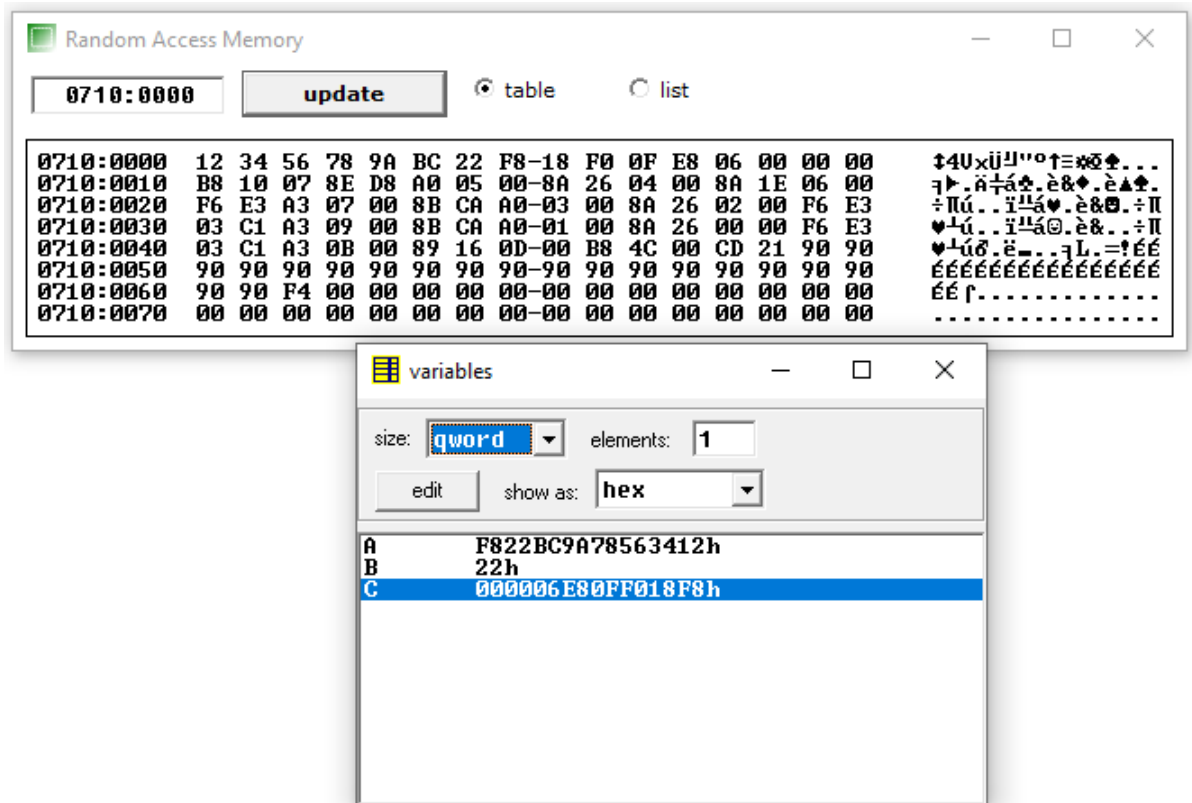 Random Access Memory
0710:0000 update table list
0710:0000 12 34 56 78 9A BC 22 F8-18 F0 0F E8 06 00 00 00
0710:0010 B8 10 07 8E D8 A0 05 00-8A 26 04 00 8A 1E 06 00
0710:0020 F6 E3 A3 07 00 8B CA A0-03 00 8A 26 02 00 F6 E3
0710:0030 03 C1 A3 09 00 8B CA A0-01 00 8A 26 00 00 F6 E3
0710:0040 03 C1 A3 0B 00 89 16 0D-00 B8 4C 00 CD 21 90 90
0710:0050 90 90 90 90 90 90 90 90-90 90 90 90 90 90 90 90 ÉÉÉÉÉÉÉÉÉÉÉÉÉÉÉÉ
0710:0060 90 90 F4 00 00 00 00 00-00 00 00 00 00 00 00 00 ÉÉ⌠.............
0710:0070 00 00 00 00 00 00 00 00-00 00 00 00 00 00 00 00 ................
variables
size: qword elements: 1
edit show as: hex
A F822BC9A78563412h
B 22h
C 000006E80FF018F8h